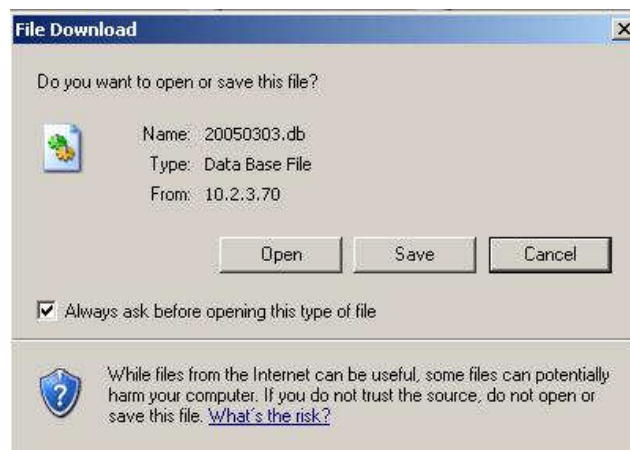 File Download
Do you want to open or save this file?
Name: 20050303.db
Type: Data Base File
From: 10.2.3.70
Open Save Cancel
Always ask before opening this type of file
While files from the Internet can be useful, some files can potentially
harm your computer. If you do not trust the source, do not open or
save this file. What's the risk?